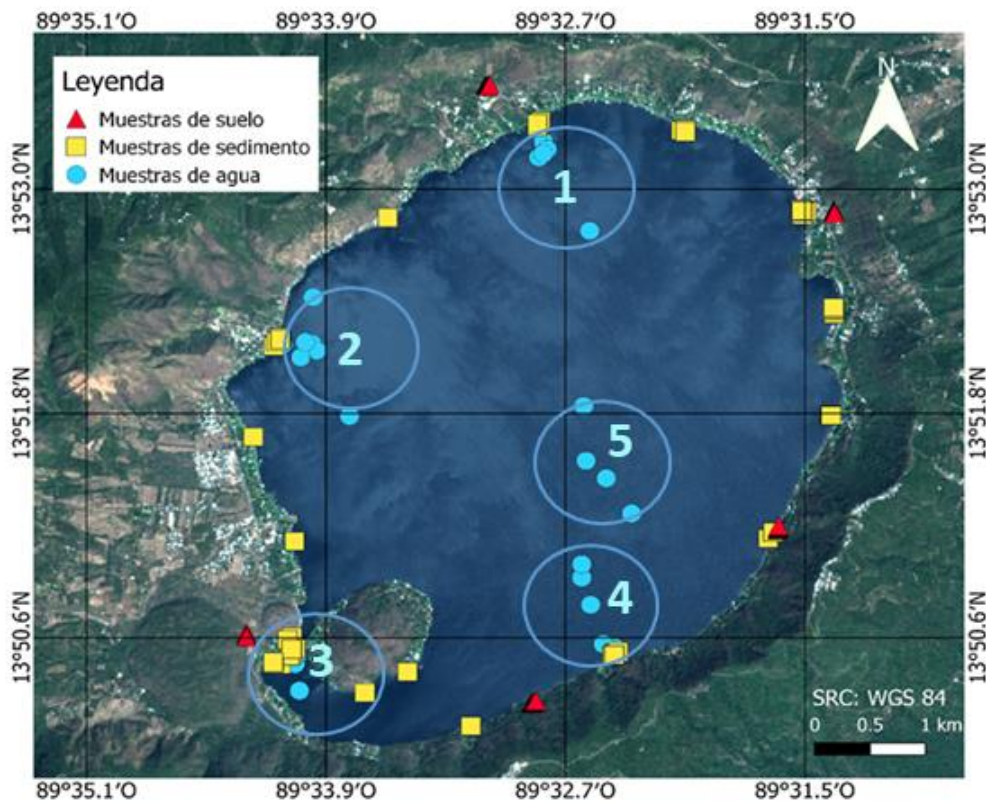 89°35.1'O 89°33.9'O 89°32.7'O 89°31.5'O
Leyenda
Muestras de suelo
Muestras de sedimento
Muestras de agua
N
1
13°53.0'N 13°53.0'N
2
13°51.8'N 13°51.8'N
5
4
13°50.6'N 13°50.6'N
3
SRC: WGS 84
0 0.5 1 km
89°35.1'O 89°33.9'O 89°32.7'O 89°31.5'O